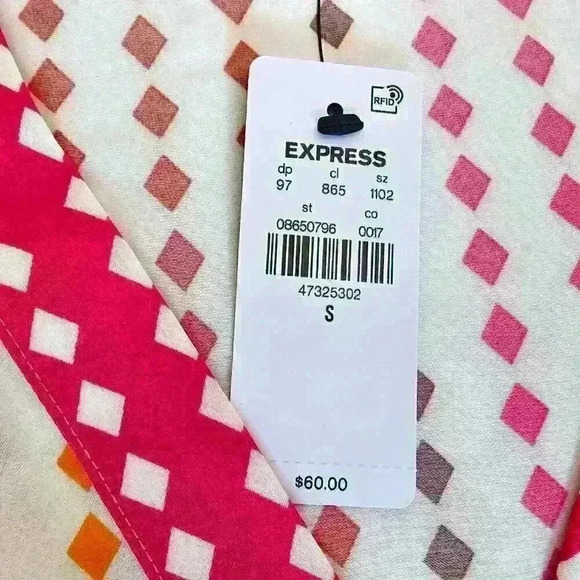 RFID
EXPRESS
dp cl sz
97 865 1102
st co
08650796 0017
47325302
S
$60.00